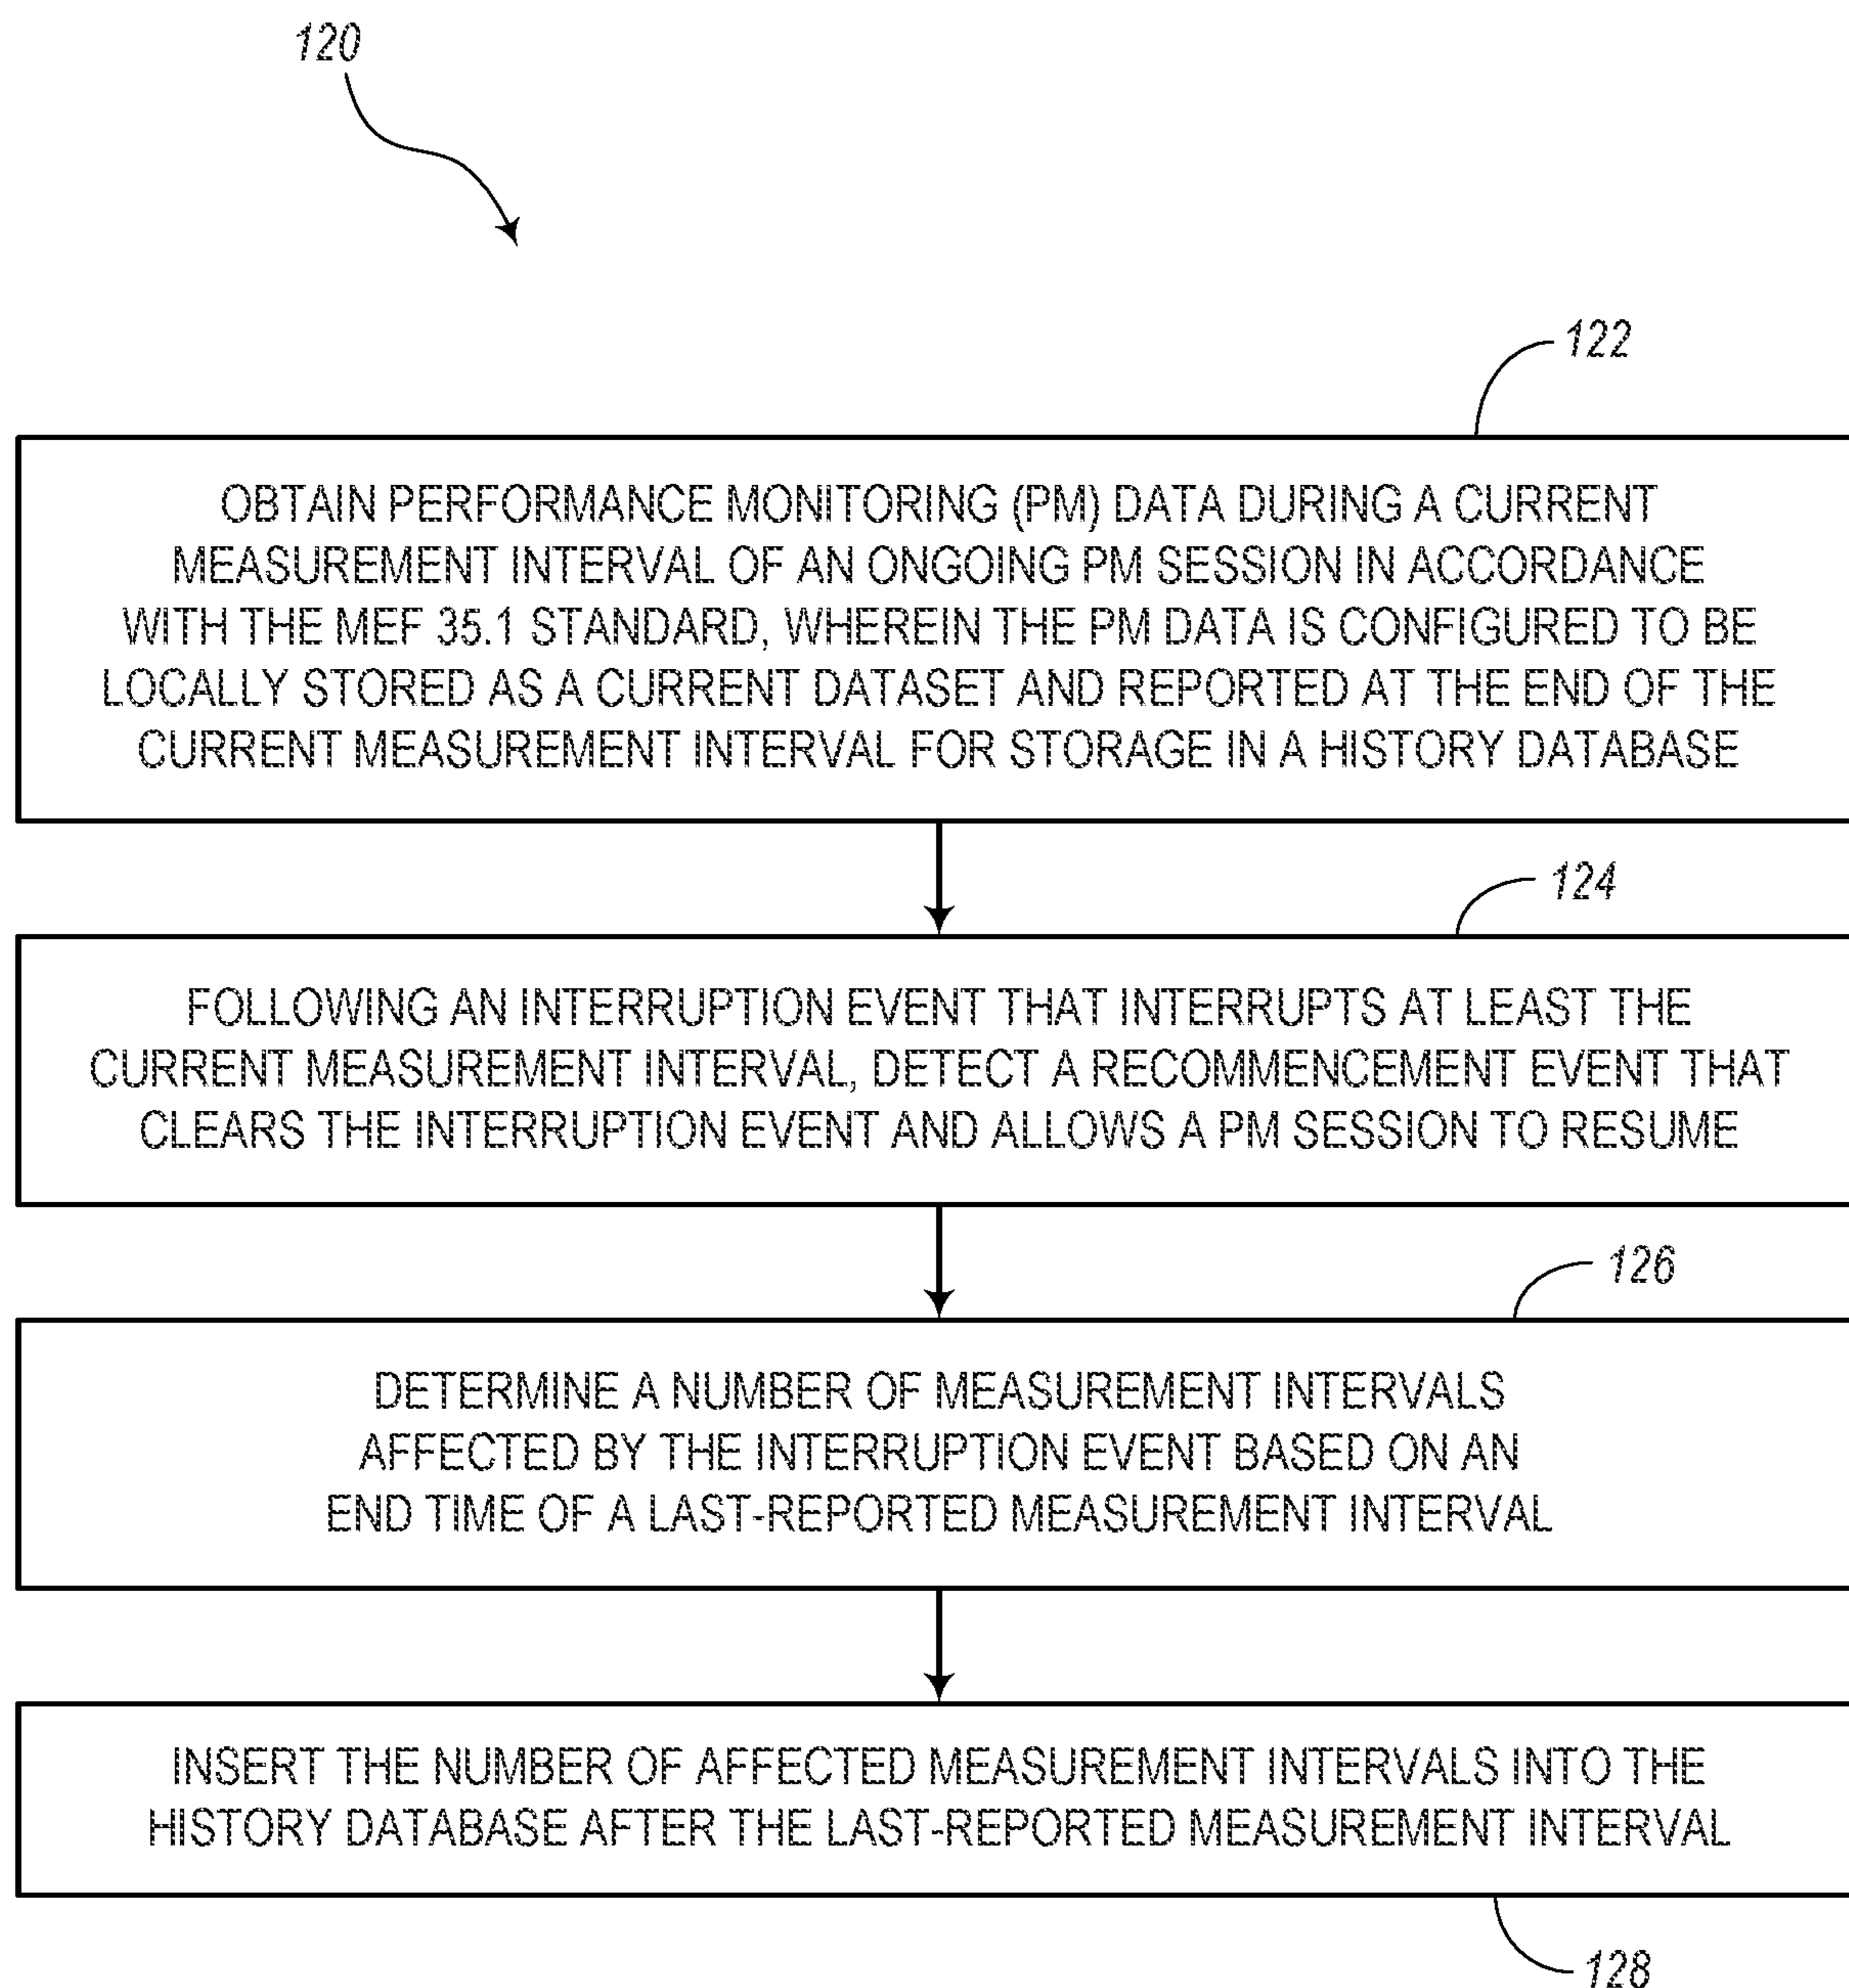 120
122
OBTAIN PERFORMANCE MONITORING (PM) DATA DURING A CURRENT
MEASUREMENT INTERVAL OF AN ONGOING PM SESSION IN ACCORDANCE
WITH THE MEF 35.1 STANDARD, WHEREIN THE PM DATA IS CONFIGURED TO BE
LOCALLY STORED AS A CURRENT DATASET AND REPORTED AT THE END OF THE
CURRENT MEASUREMENT INTERVAL FOR STORAGE IN A HISTORY DATABASE
124
FOLLOWING AN INTERRUPTION EVENT THAT INTERRUPTS AT LEAST THE
CURRENT MEASUREMENT INTERVAL, DETECT A RECOMMENCEMENT EVENT THAT
CLEARS THE INTERRUPTION EVENT AND ALLOWS A PM SESSION TO RESUME
126
DETERMINE A NUMBER OF MEASUREMENT INTERVALS
AFFECTED BY THE INTERRUPTION EVENT BASED ON AN
END TIME OF A LAST-REPORTED MEASUREMENT INTERVAL
INSERT THE NUMBER OF AFFECTED MEASUREMENT INTERVALS INTO THE
HISTORY DATABASE AFTER THE LAST-REPORTED MEASUREMENT INTERVAL
128